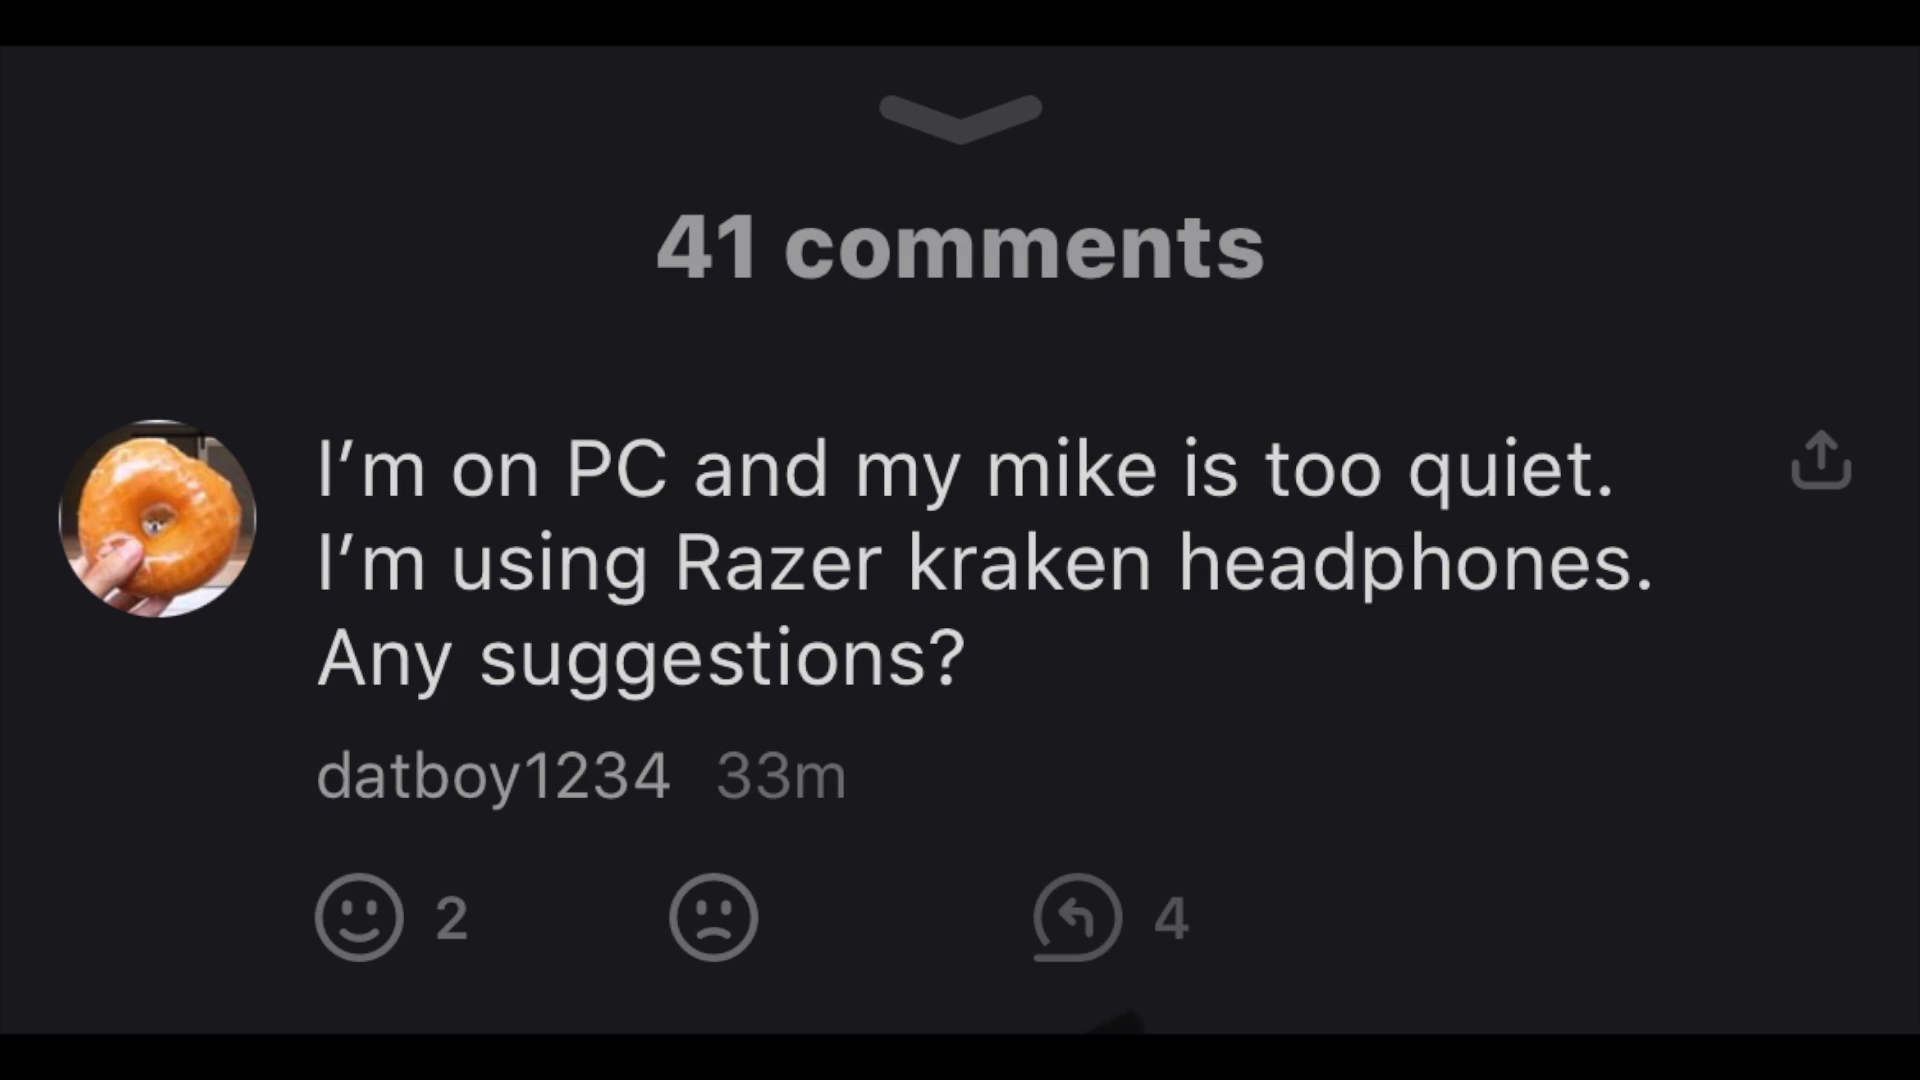 41 comments
I’m on PC and my mike is too quiet.
I’m using Razer kraken headphones.
Any suggestions?
datboy1234 33m
2 4